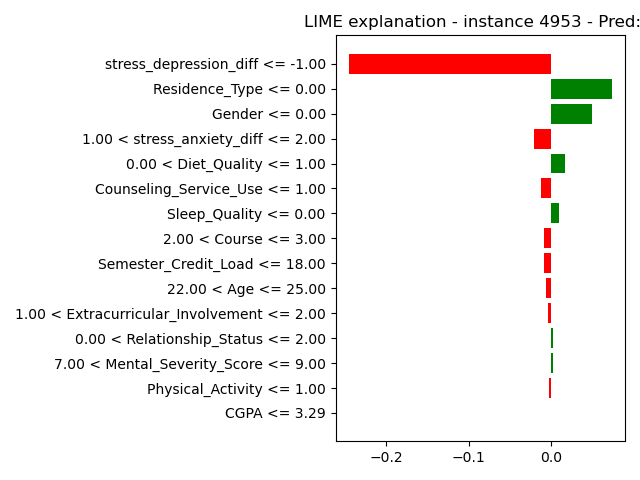 LIME explanation - instance 4953 - Pred:
stress_depression_diff <= -1.00
Residence_Type <= 0.00
Gender <= 0.00
1.00 < stress_anxiety_diff <= 2.00
0.00 < Diet_Quality <= 1.00
Counseling_Service_Use <= 1.00
Sleep_Quality <= 0.00
2.00 < Course <= 3.00
Semester_Credit_Load <= 18.00
22.00 < Age <= 25.00
1.00 < Extracurricular_Involvement <= 2.00
0.00 < Relationship_Status <= 2.00
7.00 < Mental_Severity_Score <= 9.00
Physical_Activity <= 1.00
CGPA <= 3.29
−0.2 −0.1 0.0